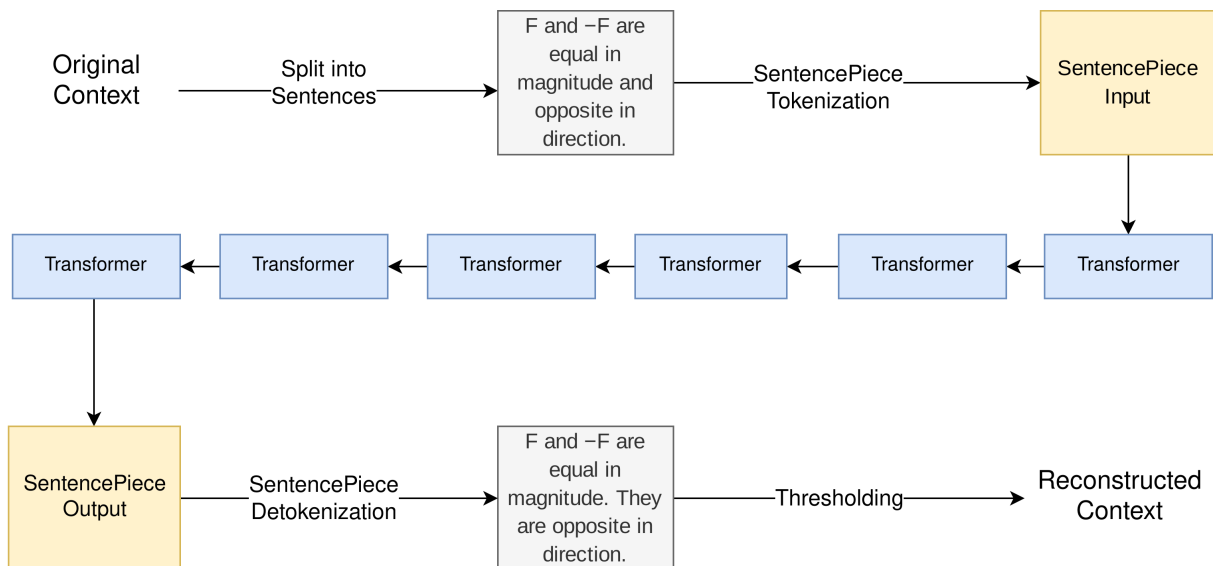 Original
Context
Split into
Sentences
F and −F are
equal in
magnitude and
opposite in
direction.
SentencePiece
Tokenization
SentencePiece
Input
Transformer
Transformer
Transformer
Transformer
Transformer
Transformer
SentencePiece
Output
SentencePiece
Detokenization
F and −F are
equal in
magnitude. They
are opposite in
direction.
Thresholding
Reconstructed
Context